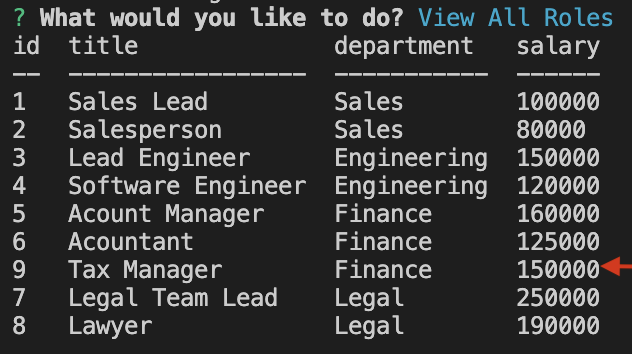 ? What would you like to do? View All Roles
id  title              department   salary
--  -----------------  -----------  ------
1   Sales Lead         Sales        100000
2   Salesperson        Sales        80000
3   Lead Engineer      Engineering  150000
4   Software Engineer  Engineering  120000
5   Acount Manager     Finance      160000
6   Acountant          Finance      125000
9   Tax Manager        Finance      150000
7   Legal Team Lead    Legal        250000
8   Lawyer             Legal        190000